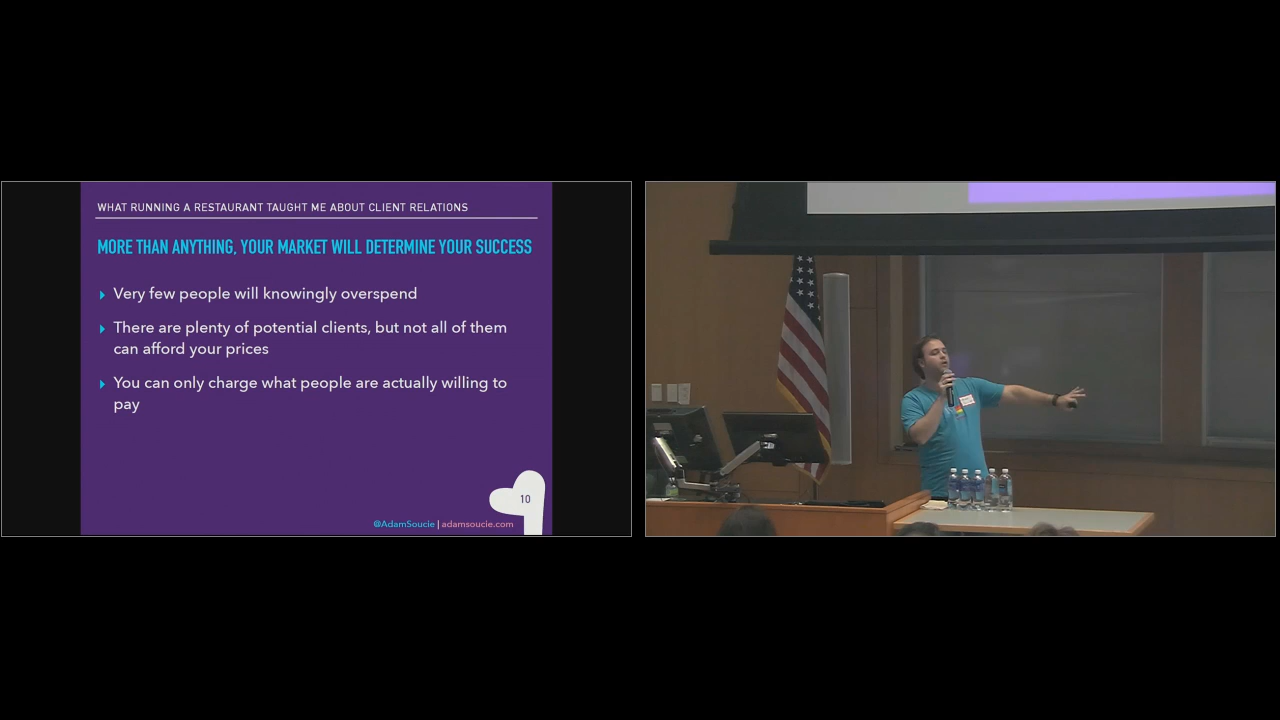 WHAT RUNNING A RESTAURANT TAUGHT ME ABOUT CLIENT RELATIONS
MORE THAN ANYTHING, YOUR MARKET WILL DETERMINE YOUR SUCCESS
Very few people will knowingly overspend
There are plenty of potential clients, but not all of them
can afford your prices
You can only charge what people are actually willing to
pay
10
@AdamSoucie | adamsoucie.com